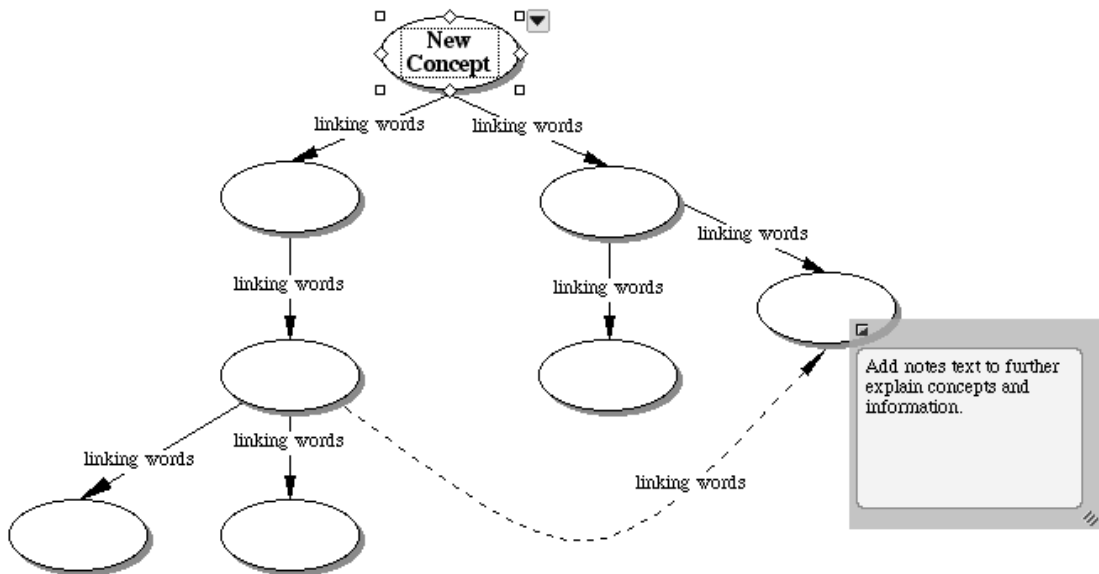 New
Concept
linking words
linking words
linking words
linking words
linking words
linking words
linking words
linking words
Add notes text to further
explain concepts and
information.